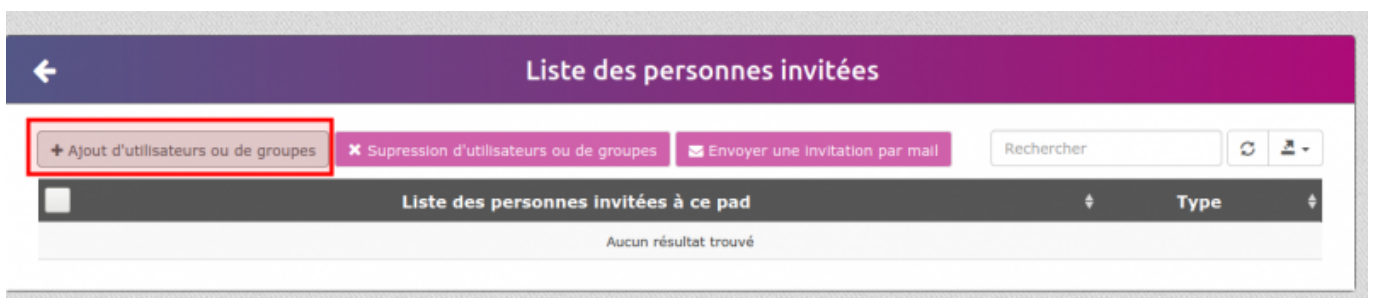 Liste des personnes invitées
+ Ajout d'utilisateurs ou de groupes
Supression d'utilisateurs ou de groupes
Envoyer une invitation par mail
Rechercher
Liste des personnes invitées à ce pad
Type
Aucun résultat trouvé